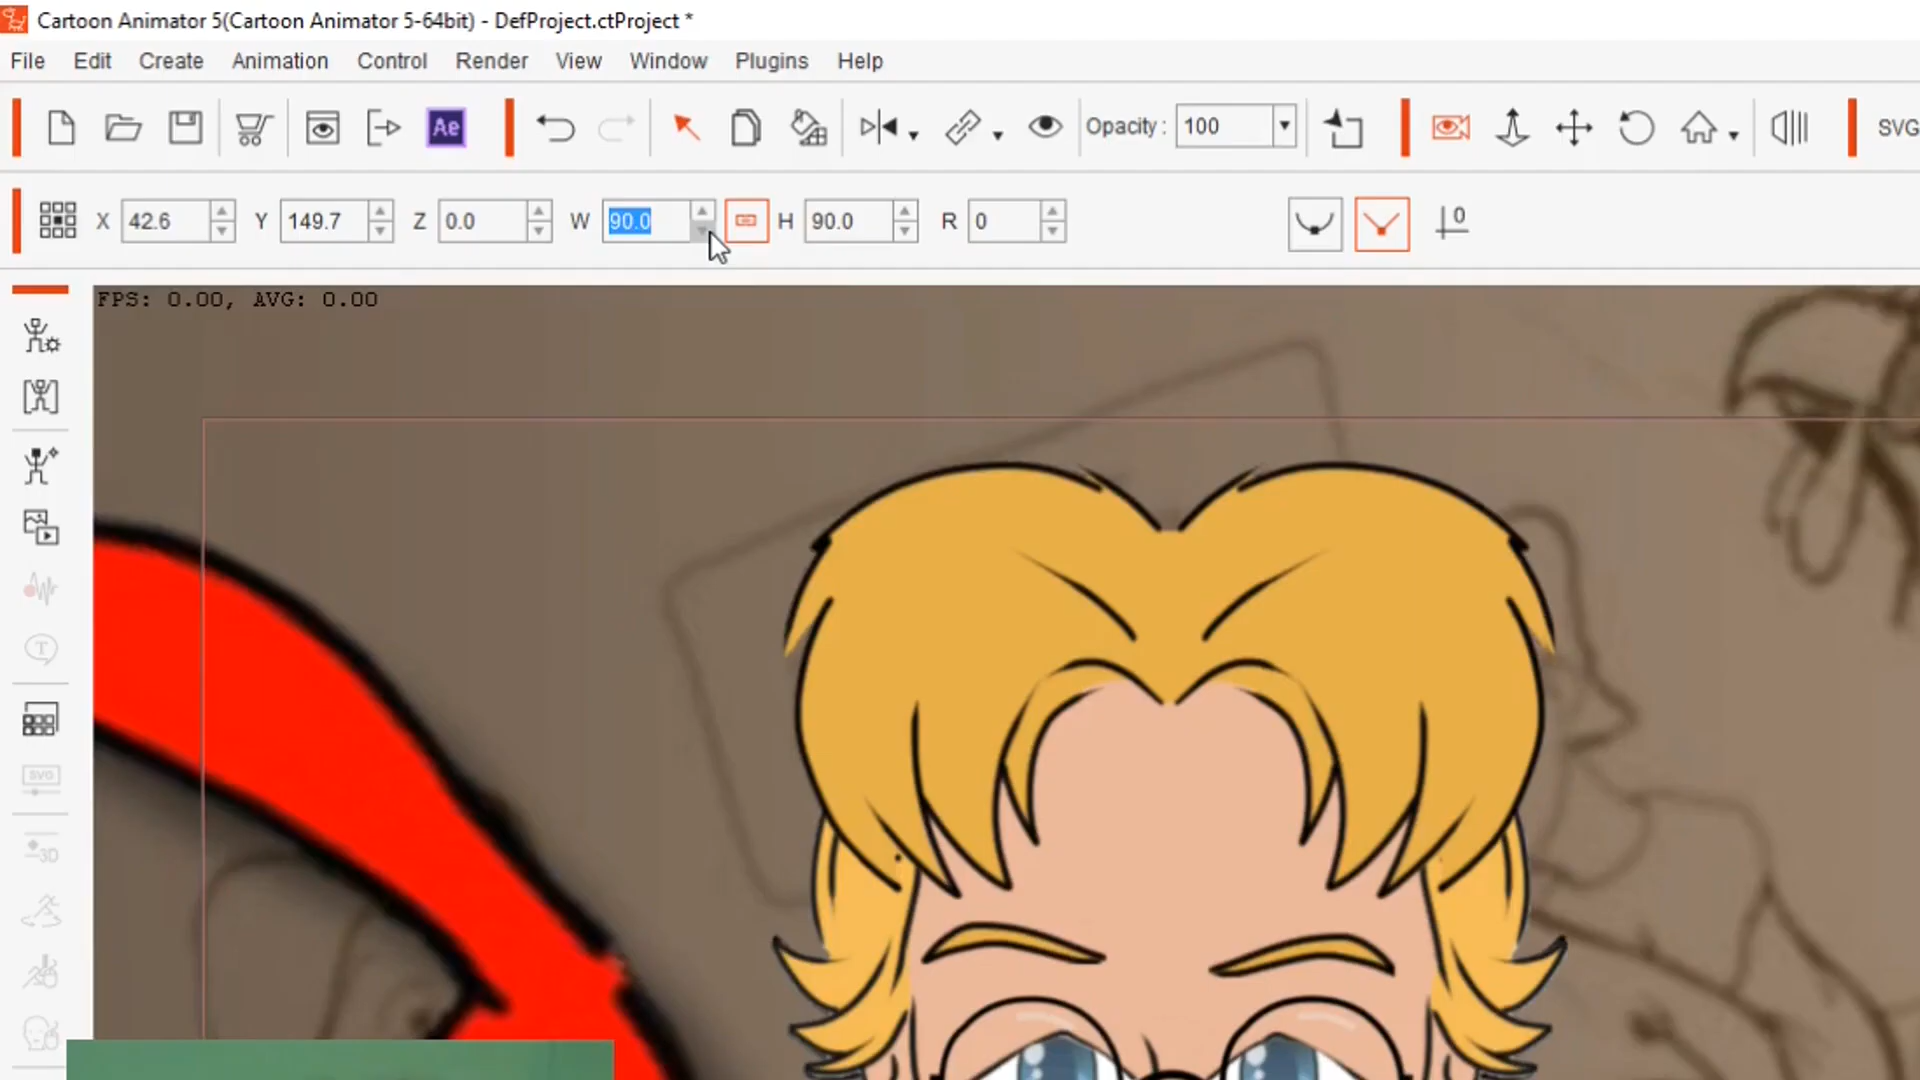 Cartoon Animator 5(Cartoon Animator 5-64bit) - DefProject.ctProject *
File Edit Create Animation Control Render View Window Plugins Help
Ae Opacity : 100 SVG
X 42.6 Y 149.7 Z 0.0 W 90.0 H 90.0 R 0 0
FPS: 0.00, AVG: 0.00
T
SVG
3D